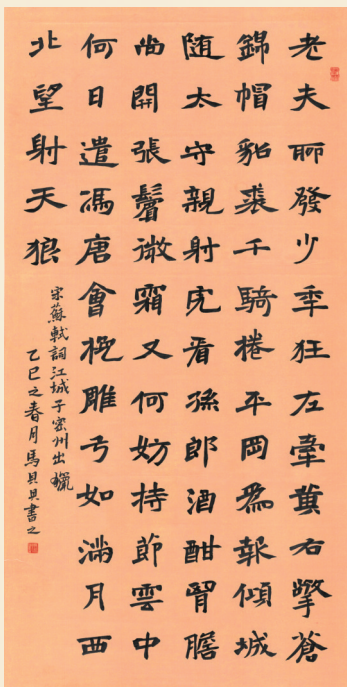 老夫聊發少秊狂左牽黃右擎蒼
錦帽貂裘千騎捲平岡為報傾城
随太守親射虎看孫郎酒酣胷膽
尚開張鬢微霜又何妨持節雲中
何日遣馮唐會挽雕弓如滿月西
北望射天狼
宋蘇軾詞江城子密州出獵
乙巳之春月馬貝貝書之